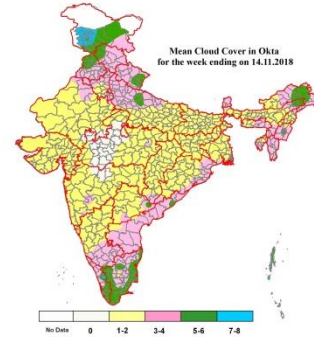 Mean Cloud Cover in Okta
for the week ending on 14.11.2018
No Data 0 1-2 3-4 5-6 7-8